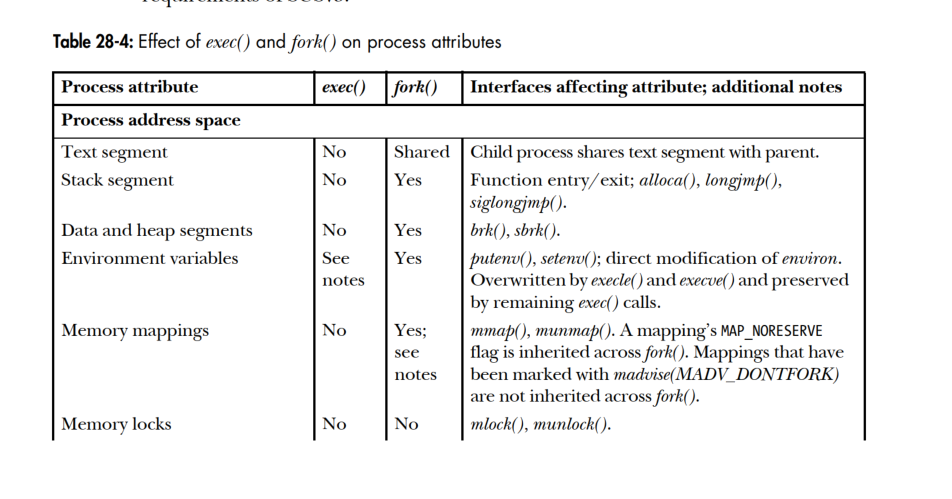 requirements of SUSv3.
Table 28-4: Effect of exec() and fork() on process attributes
Process attribute exec() fork() Interfaces affecting attribute; additional notes
Process address space
Text segment No Shared Child process shares text segment with parent.
Stack segment No Yes Function entry/exit; alloca(), longjmp(),
siglongjmp().
Data and heap segments No Yes brk(), sbrk().
Environment variables See Yes putenv(), setenv(); direct modification of environ.
notes Overwritten by execle() and execve() and preserved
by remaining exec() calls.
Memory mappings No Yes; mmap(), munmap(). A mapping’s MAP_NORESERVE
see flag is inherited across fork(). Mappings that have
notes been marked with madvise(MADV_DONTFORK)
are not inherited across fork().
Memory locks No No mlock(), munlock().